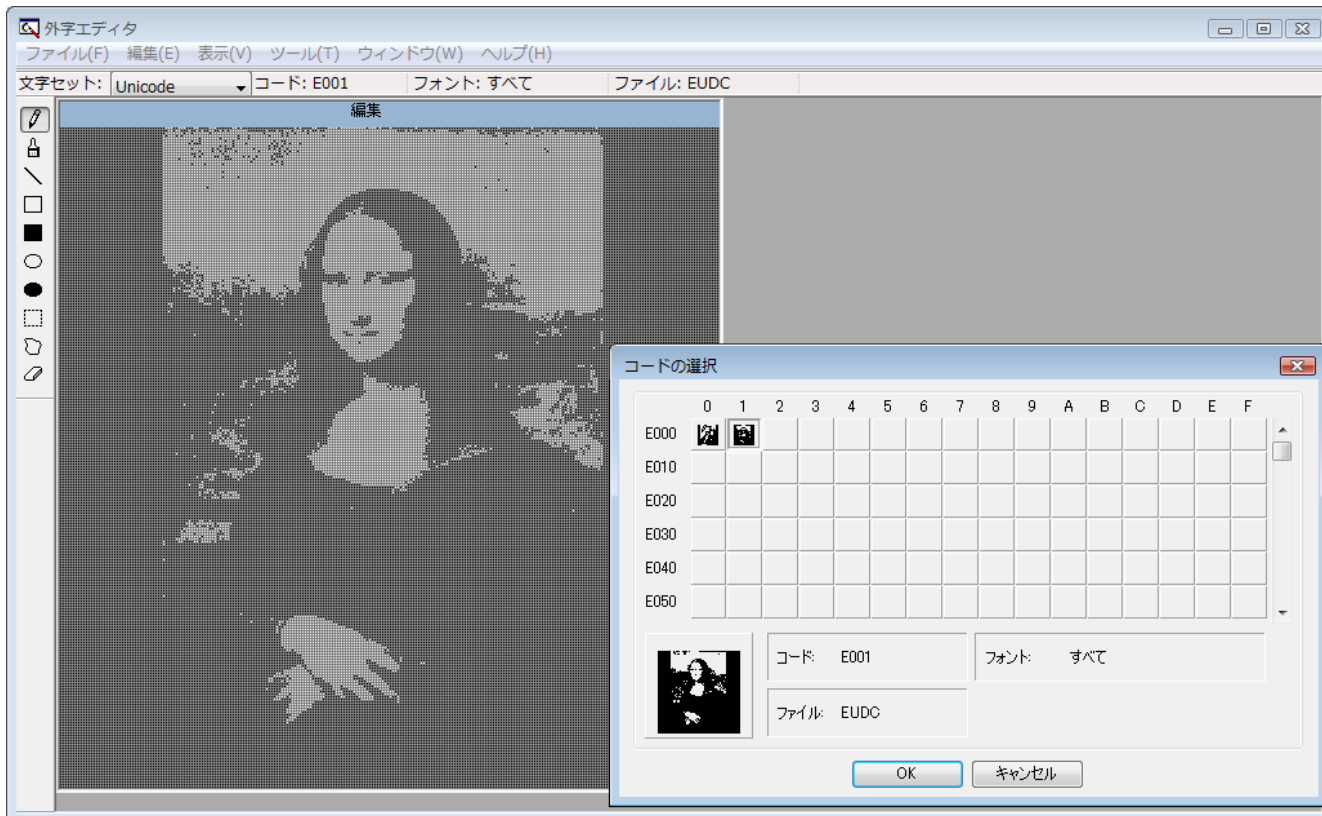 外字エディタ
ファイル(F) 編集(E) 表示(V) ツール(T) ウィンドウ(W) ヘルプ(H)
文字セット: Unicode コード: E001 フォント: すべて ファイル: EUDC
編集
コードの選択
0 1 2 3 4 5 6 7 8 9 A B C D E F
E000
E010
E020
E030
E040
E050
コード: E001 フォント: すべて
ファイル: EUDC
OK キャンセル